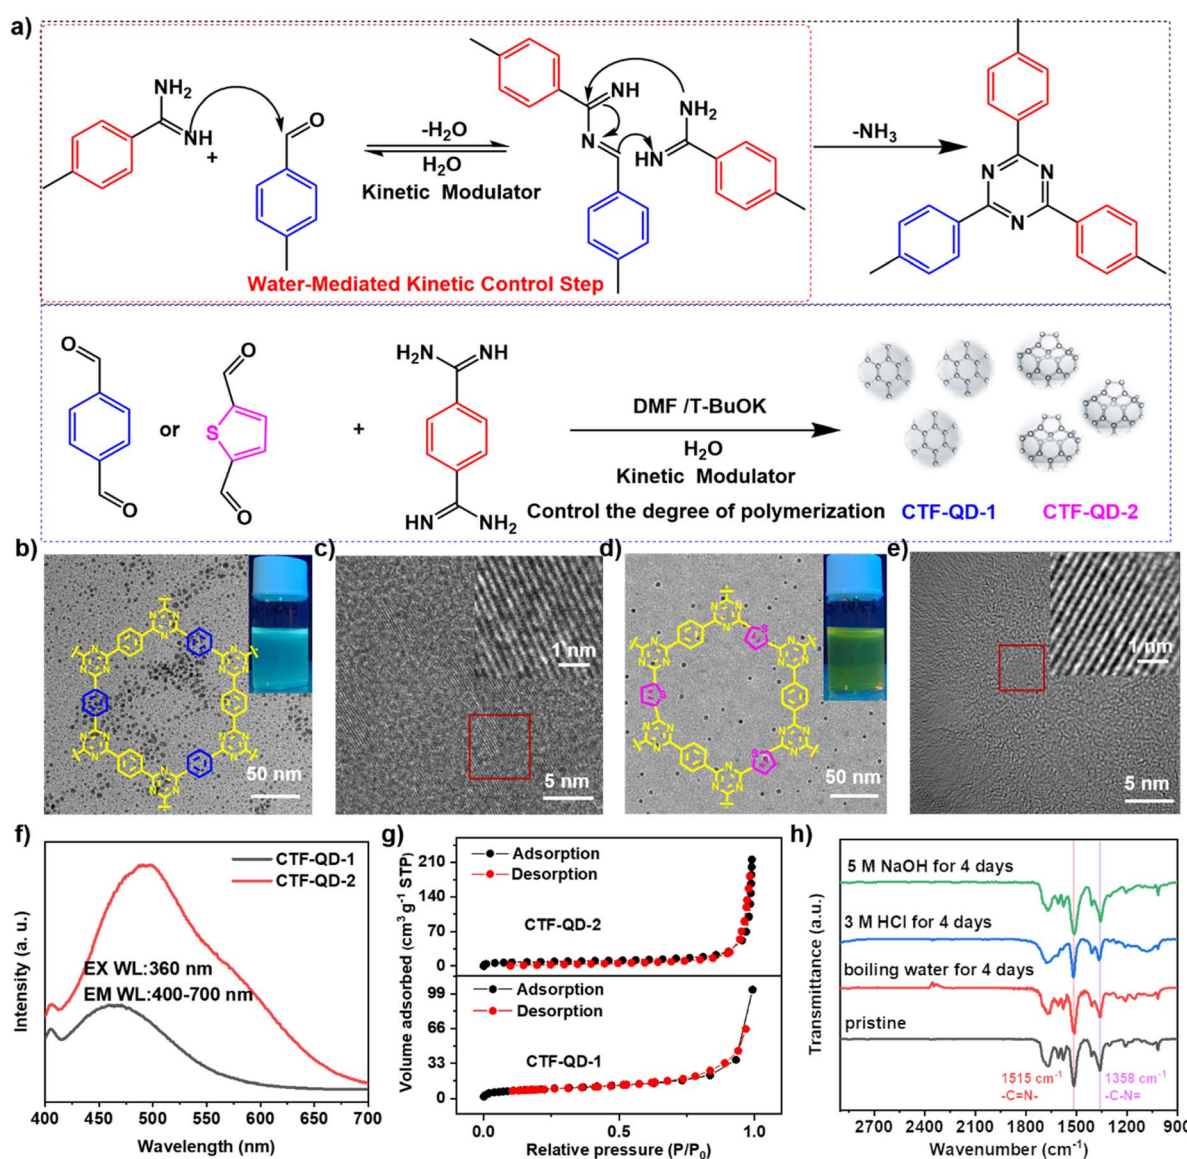 a)
NH2
NH
+
O
-H2O
H2O
Kinetic Modulator
NH
N
NH2
HN
-NH3
N
N
N
Water-Mediated Kinetic Control Step
O
O
or
O
S
O
+
H2N
NH
HN
NH2
DMF /T-BuOK
H2O
Kinetic Modulator
Control the degree of polymerization
CTF-QD-1
CTF-QD-2
b)
50 nm
c)
1 nm
5 nm
d)
S
S
S
50 nm
e)
1 nm
5 nm
f)
CTF-QD-1
CTF-QD-2
EX WL:360 nm
EM WL:400-700 nm
Intensity (a. u.)
400 450 500 550 600 650 700
Wavelength (nm)
g)
210
140
70
0
Adsorption
Desorption
CTF-QD-2
99
66
33
0
Adsorption
Desorption
CTF-QD-1
Volume adsorbed (cm3 g-1 STP)
0.0 0.5 1.0
Relative pressure (P/P0)
h)
5 M NaOH for 4 days
3 M HCl for 4 days
boiling water for 4 days
pristine
1515 cm-1
-C=N-
1358 cm-1
-C-N=
Transmittance (a.u.)
2700 2100 1500 1200 900
Wavenumber (cm-1)